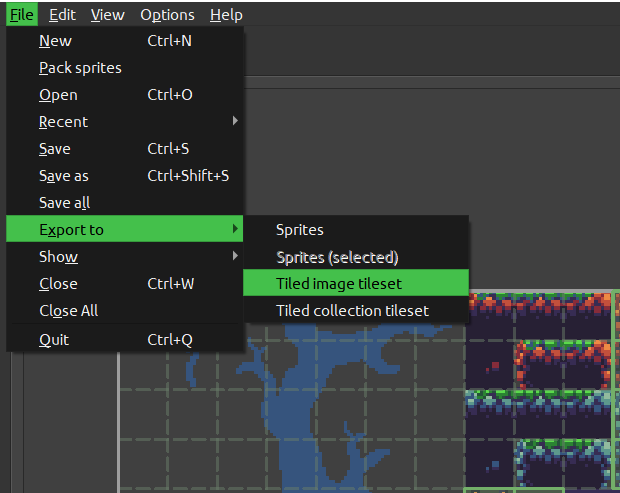 File Edit View Options Help
New Ctrl+N
Pack sprites
Open Ctrl+O
Recent
Save Ctrl+S
Save as Ctrl+Shift+S
Save all
Export to
Sprites
Show
Sprites (selected)
Close Ctrl+W
Tiled image tileset
Close All
Tiled collection tileset
Quit Ctrl+Q